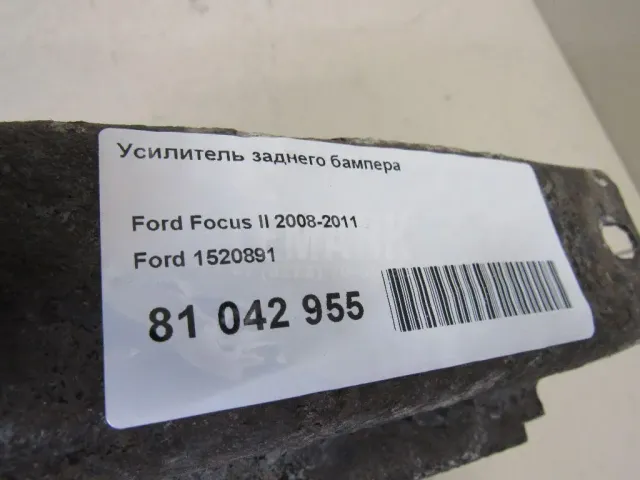 Усилитель заднего бампера
Ford Focus II 2008-2011
Ford 1520891
81 042 955